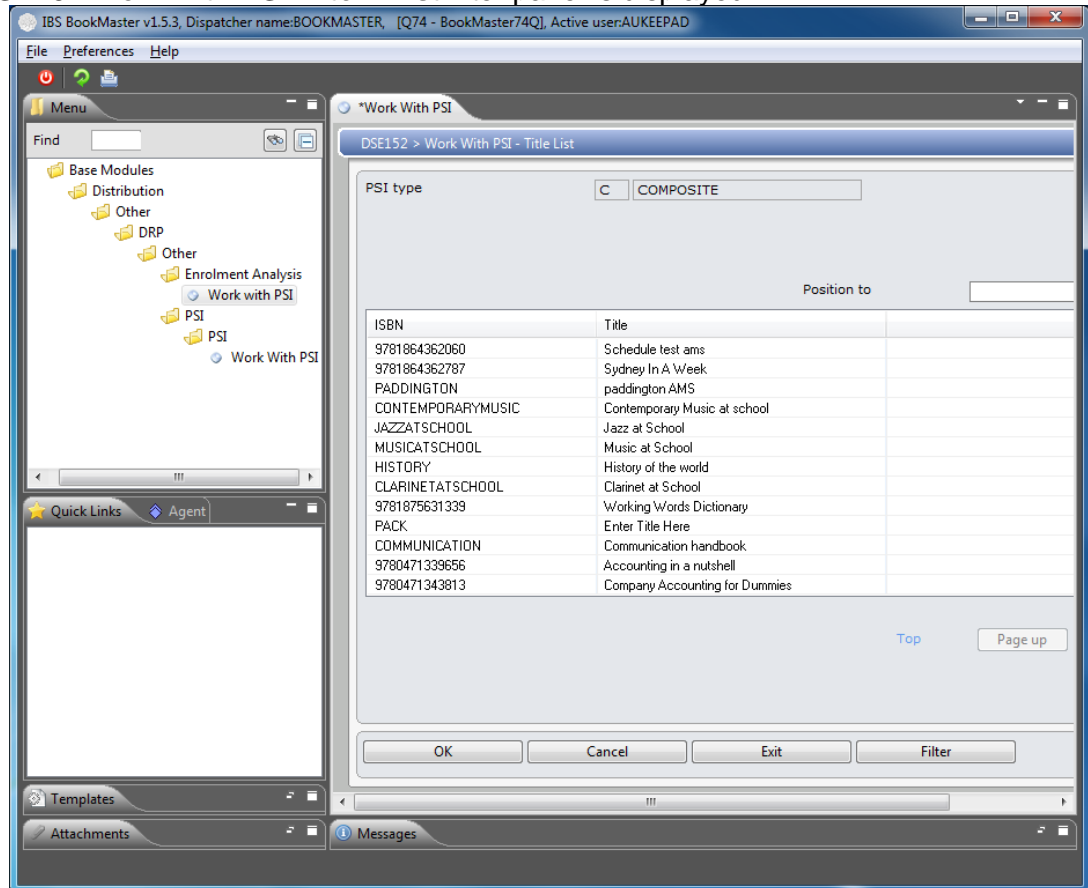 IBS BookMaster v1.5.3, Dispatcher name:BOOKMASTER, [Q74 - BookMaster74Q], Active user:AUKEEPAD
File Preferences Help
Menu
Find
Base Modules
Distribution
Other
DRP
Other
Enrolment Analysis
Work with PSI
PSI
PSI
Work With PSI
Quick Links Agent
Templates
Attachments
*Work With PSI
DSE152 > Work With PSI - Title List
PSI type C COMPOSITE
Position to
ISBN Title
9781864362060 Schedule test ams
9781864362787 Sydney In A Week
PADDINGTON paddington AMS
CONTEMPORARYMUSIC Contemporary Music at school
JAZZATSCHOOL Jazz at School
MUSICATSCHOOL Music at School
HISTORY History of the world
CLARINETATSCHOOL Clarinet at School
9781875631339 Working Words Dictionary
PACK Enter Title Here
COMMUNICATION Communication handbook
9780471339656 Accounting in a nutshell
9780471343813 Company Accounting for Dummies
Top Page up
OK Cancel Exit Filter
Messages